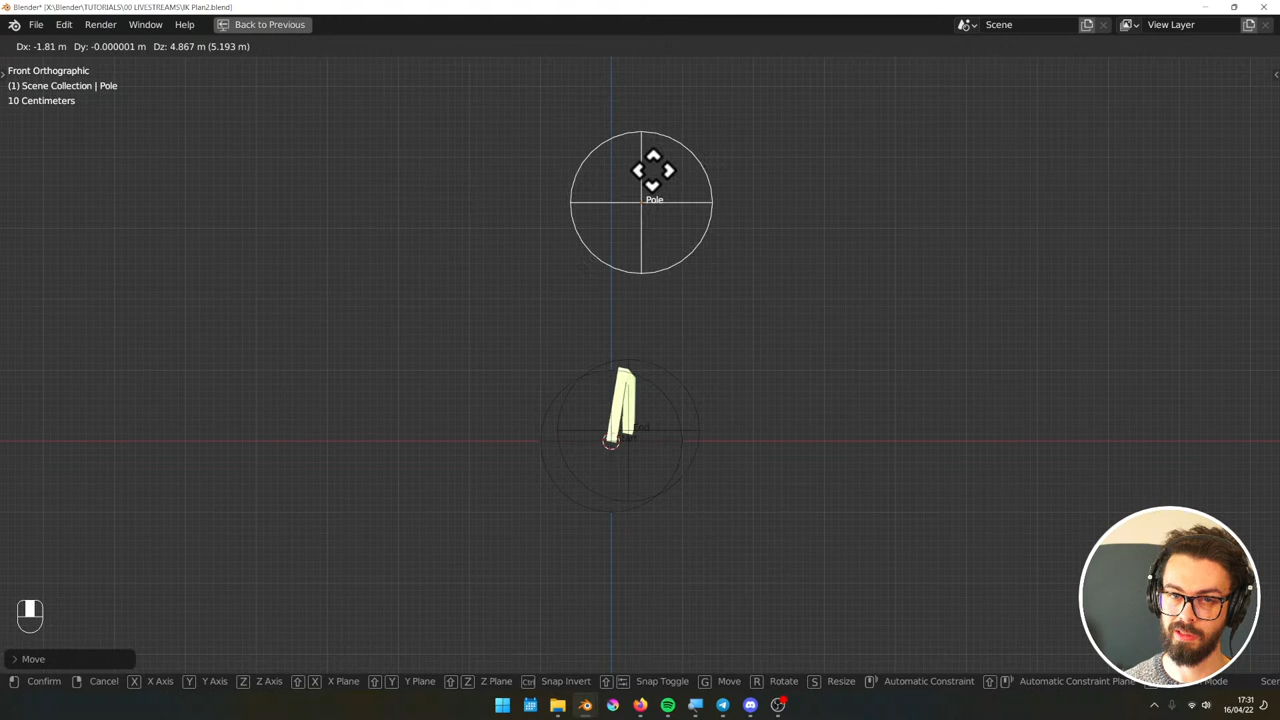 Blender* [X:\Blender\TUTORIALS\00 LIVESTREAMS\IK Plan2.blend]
File Edit Render Window Help Back to Previous Scene View Layer
Dx: -1.81 m Dy: -0.000001 m Dz: 4.867 m (5.193 m)
Front Orthographic
(1) Scene Collection | Pole
10 Centimeters
Pole
End
Move
Confirm Cancel X X Axis Y Y Axis Z Z Axis X X Plane Y Y Plane Z Z Plane Ctrl Snap Invert Snap Toggle G Move R Rotate S Resize Automatic Constraint Automatic Constraint Plane Mode
17:31
16/04/22